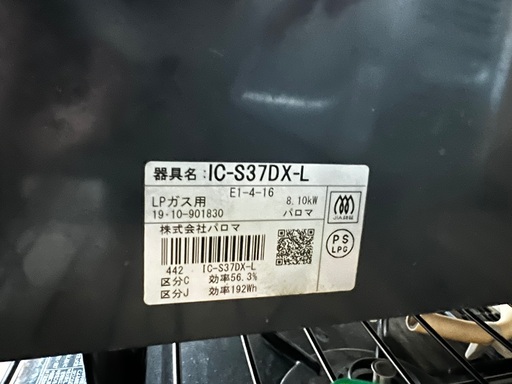 器具名：IC-S37DX-L
E1-4-16
LPガス用 8.10kW
19·10-901830 パロマ
株式会社パロマ
442 IC-S37DX-L
区分C 効率56.3%
区分J 効率192Wh
PS
LPG